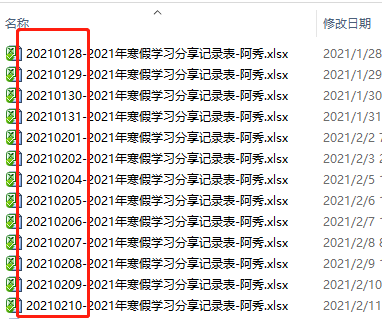 名称 修改日期
20210128-2021年寒假学习分享记录表-阿秀.xlsx 2021/1/28
20210129-2021年寒假学习分享记录表-阿秀.xlsx 2021/1/29
20210130-2021年寒假学习分享记录表-阿秀.xlsx 2021/1/30
20210131-2021年寒假学习分享记录表-阿秀.xlsx 2021/1/31
20210201-2021年寒假学习分享记录表-阿秀.xlsx 2021/2/2 7
20210202-2021年寒假学习分享记录表-阿秀.xlsx 2021/2/3 2
20210204-2021年寒假学习分享记录表-阿秀.xlsx 2021/2/5 1
20210205-2021年寒假学习分享记录表-阿秀.xlsx 2021/2/6 1
20210206-2021年寒假学习分享记录表-阿秀.xlsx 2021/2/7 1
20210207-2021年寒假学习分享记录表-阿秀.xlsx 2021/2/8 8
20210208-2021年寒假学习分享记录表-阿秀.xlsx 2021/2/9 1
20210209-2021年寒假学习分享记录表-阿秀.xlsx 2021/2/10
20210210-2021年寒假学习分享记录表-阿秀.xlsx 2021/2/11